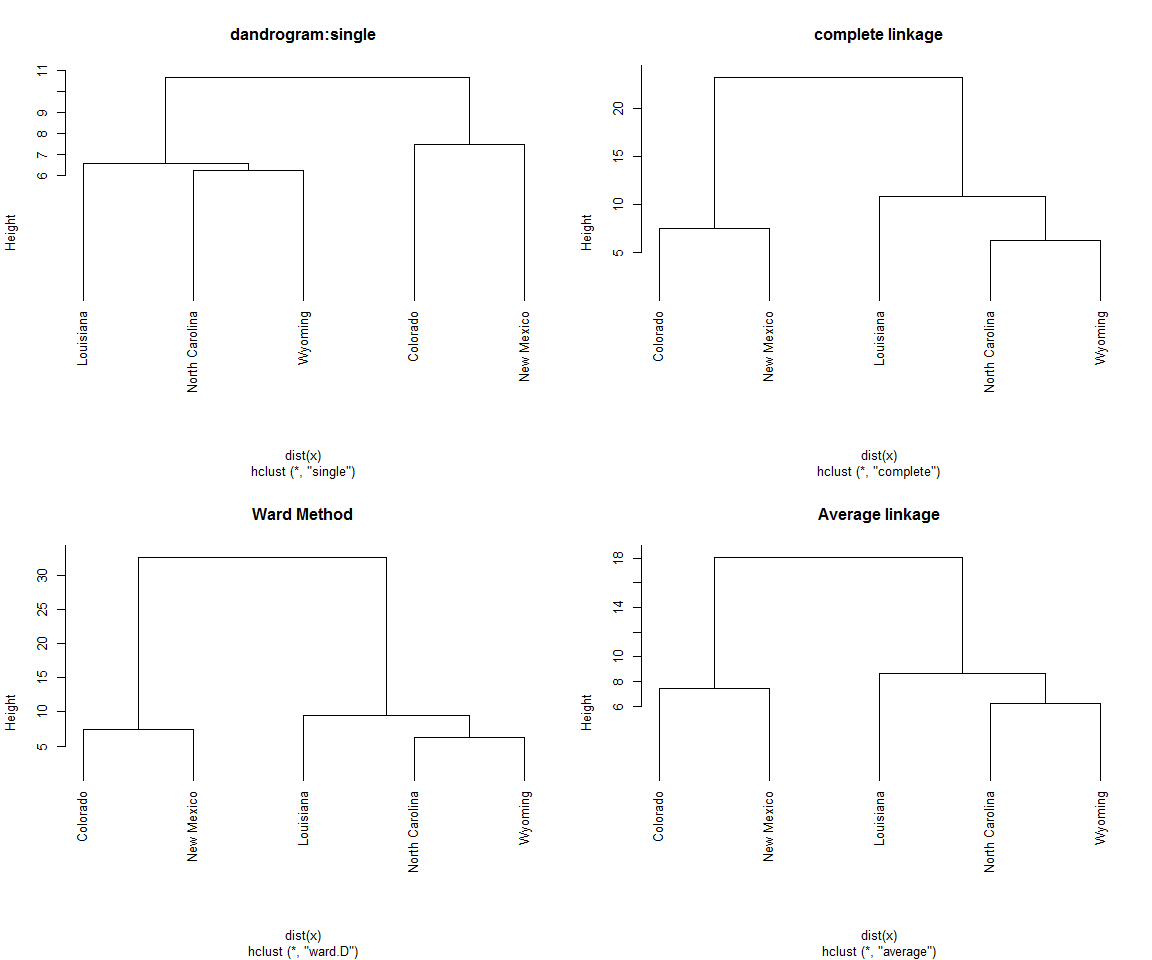 dandrogram:single
Height
6
7
8
9
11
Louisiana
North Carolina
Wyoming
Colorado
New Mexico
dist(x)
hclust (*, "single")
complete linkage
Height
5
10
15
20
Colorado
New Mexico
Louisiana
North Carolina
Wyoming
dist(x)
hclust (*, "complete")
Ward Method
Height
5
10
15
20
25
30
Colorado
New Mexico
Louisiana
North Carolina
Wyoming
dist(x)
hclust (*, "ward.D")
Average linkage
Height
6
8
10
14
18
Colorado
New Mexico
Louisiana
North Carolina
Wyoming
dist(x)
hclust (*, "average")